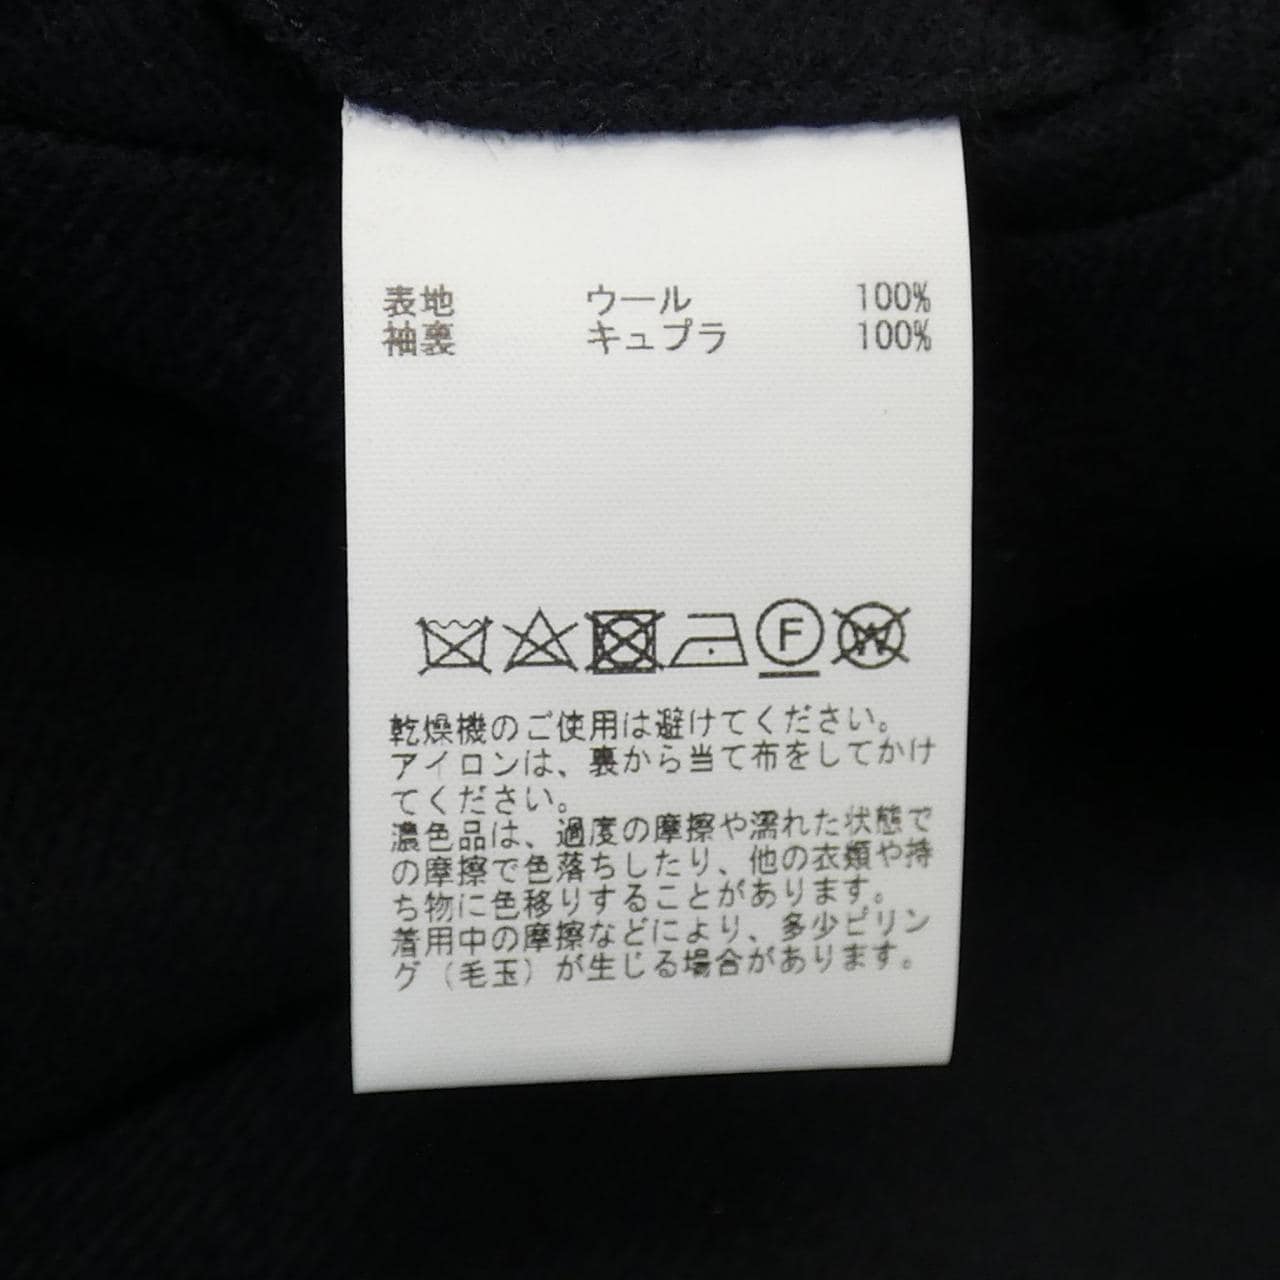 表地 ウール 100%
袖裏 キュプラ 100%
F W
乾燥機のご使用は避けてください。
アイロンは、裏から当て布をしてかけ
てください。
濃色品は、過度の摩擦や濡れた状態で
の摩擦で色落ちしたり、他の衣類や持
ち物に色移りすることがあります。
着用中の摩擦などにより、多少ピリン
グ（毛玉）が生じる場合があります。